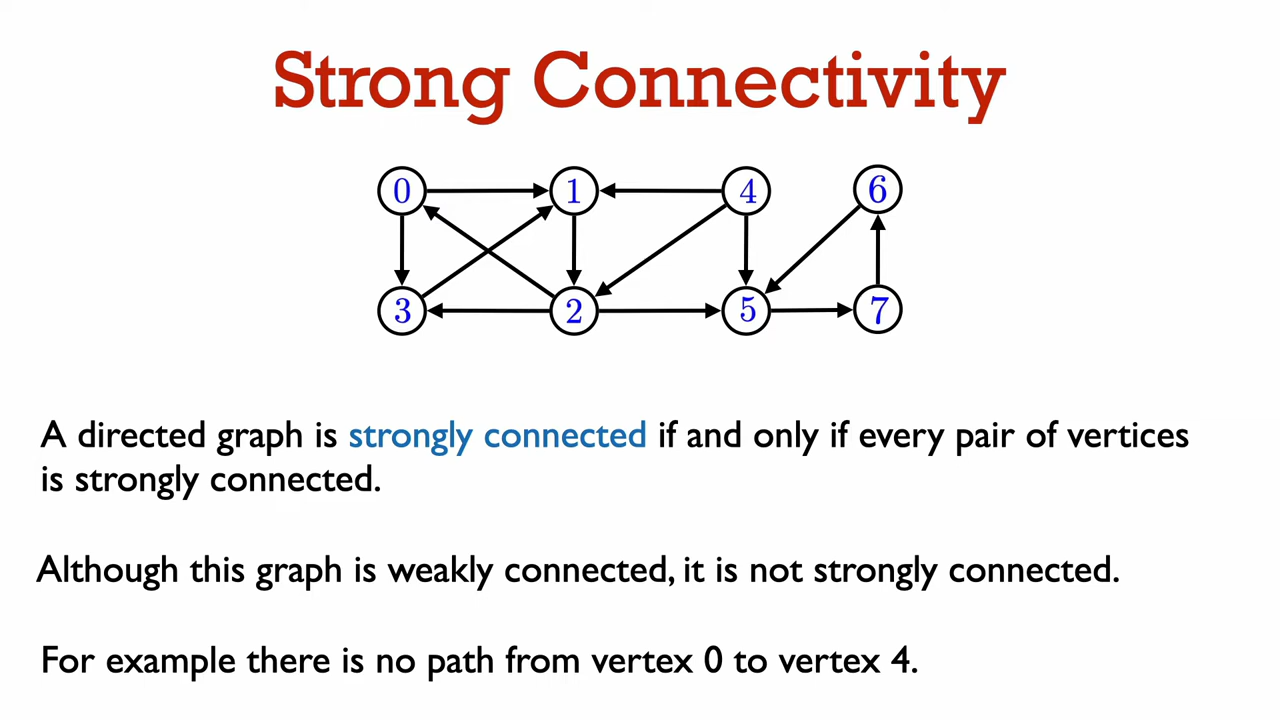 Strong Connectivity
0 1 4 6
3 2 5 7
A directed graph is strongly connected if and only if every pair of vertices
is strongly connected.
Although this graph is weakly connected, it is not strongly connected.
For example there is no path from vertex 0 to vertex 4.